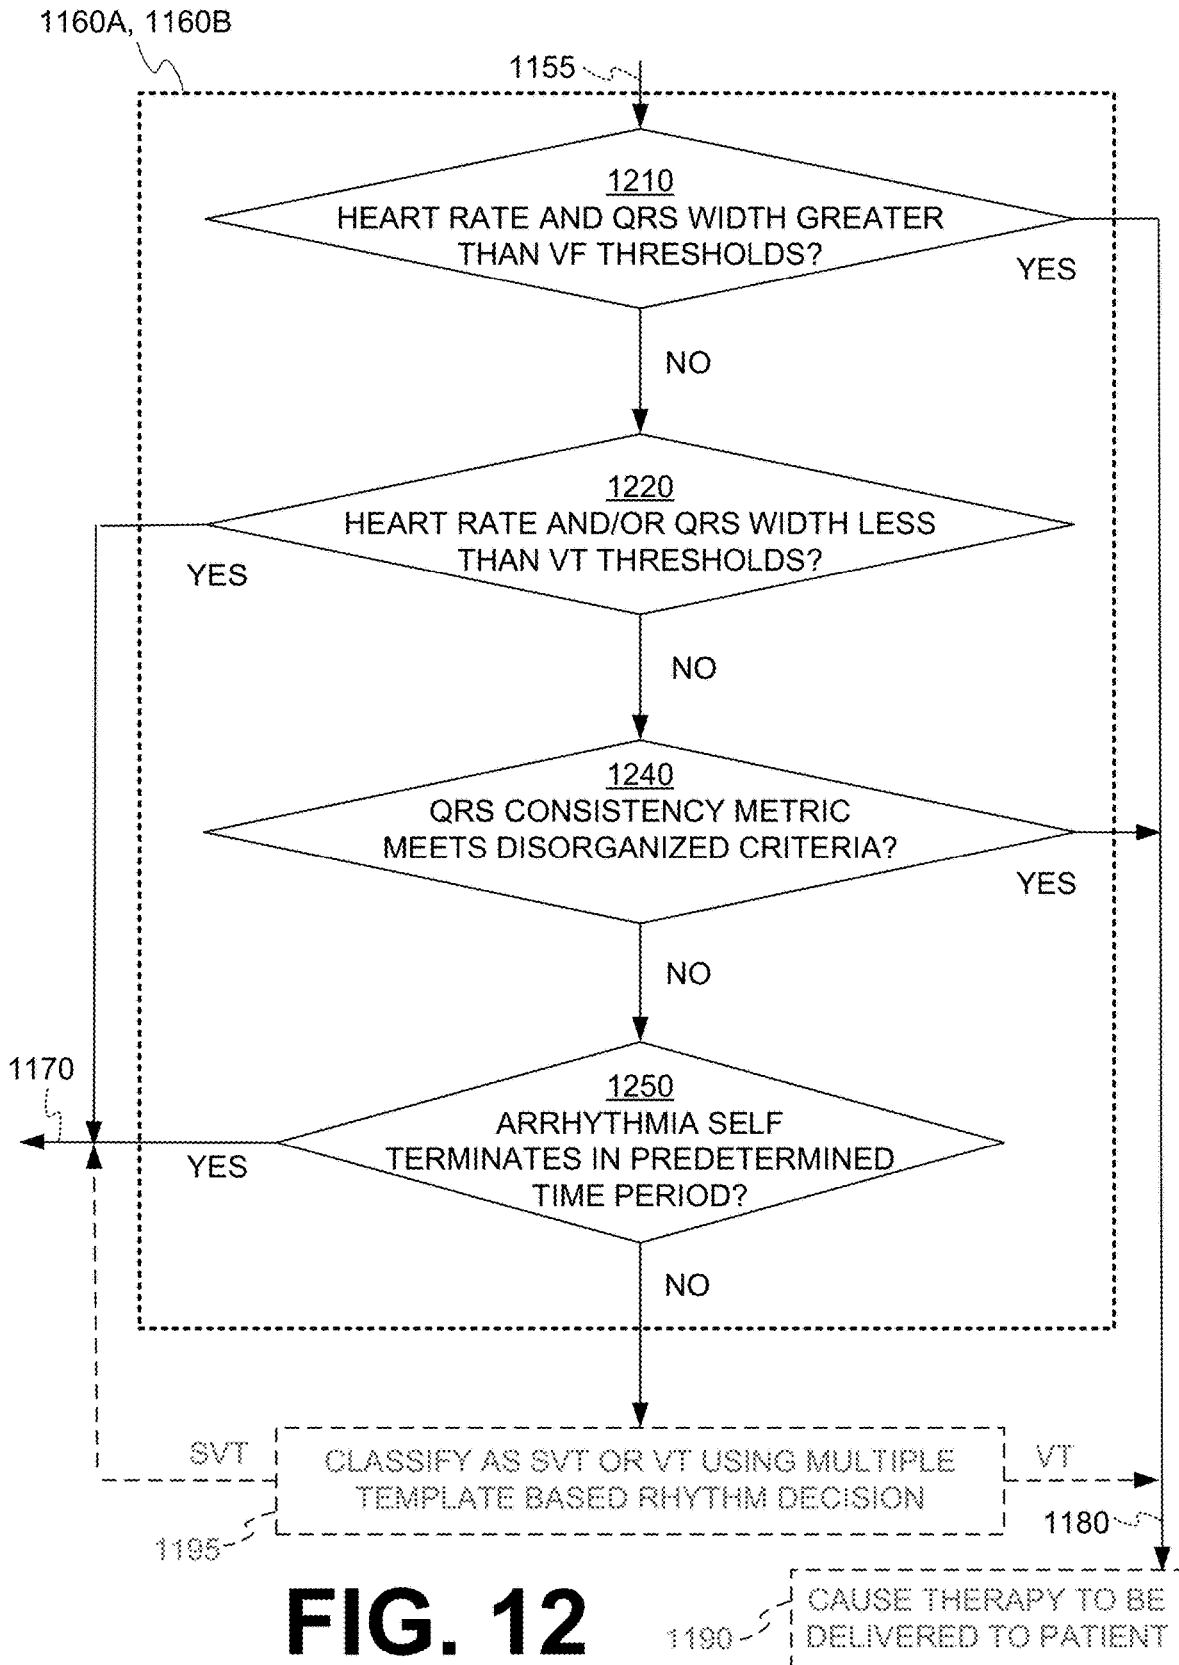 1160A, 1160B
1155
1210
HEART RATE AND QRS WIDTH GREATER
THAN VF THRESHOLDS?
YES
NO
1220
HEART RATE AND/OR QRS WIDTH LESS
THAN VT THRESHOLDS?
YES
NO
1240
QRS CONSISTENCY METRIC
MEETS DISORGANIZED CRITERIA?
YES
NO
1170
1250
ARRHYTHMIA SELF
TERMINATES IN PREDETERMINED
TIME PERIOD?
YES
NO
SVT
CLASSIFY AS SVT OR VT USING MULTIPLE
TEMPLATE BASED RHYTHM DECISION
VT
1195
1180
FIG. 12
1190
CAUSE THERAPY TO BE
DELIVERED TO PATIENT